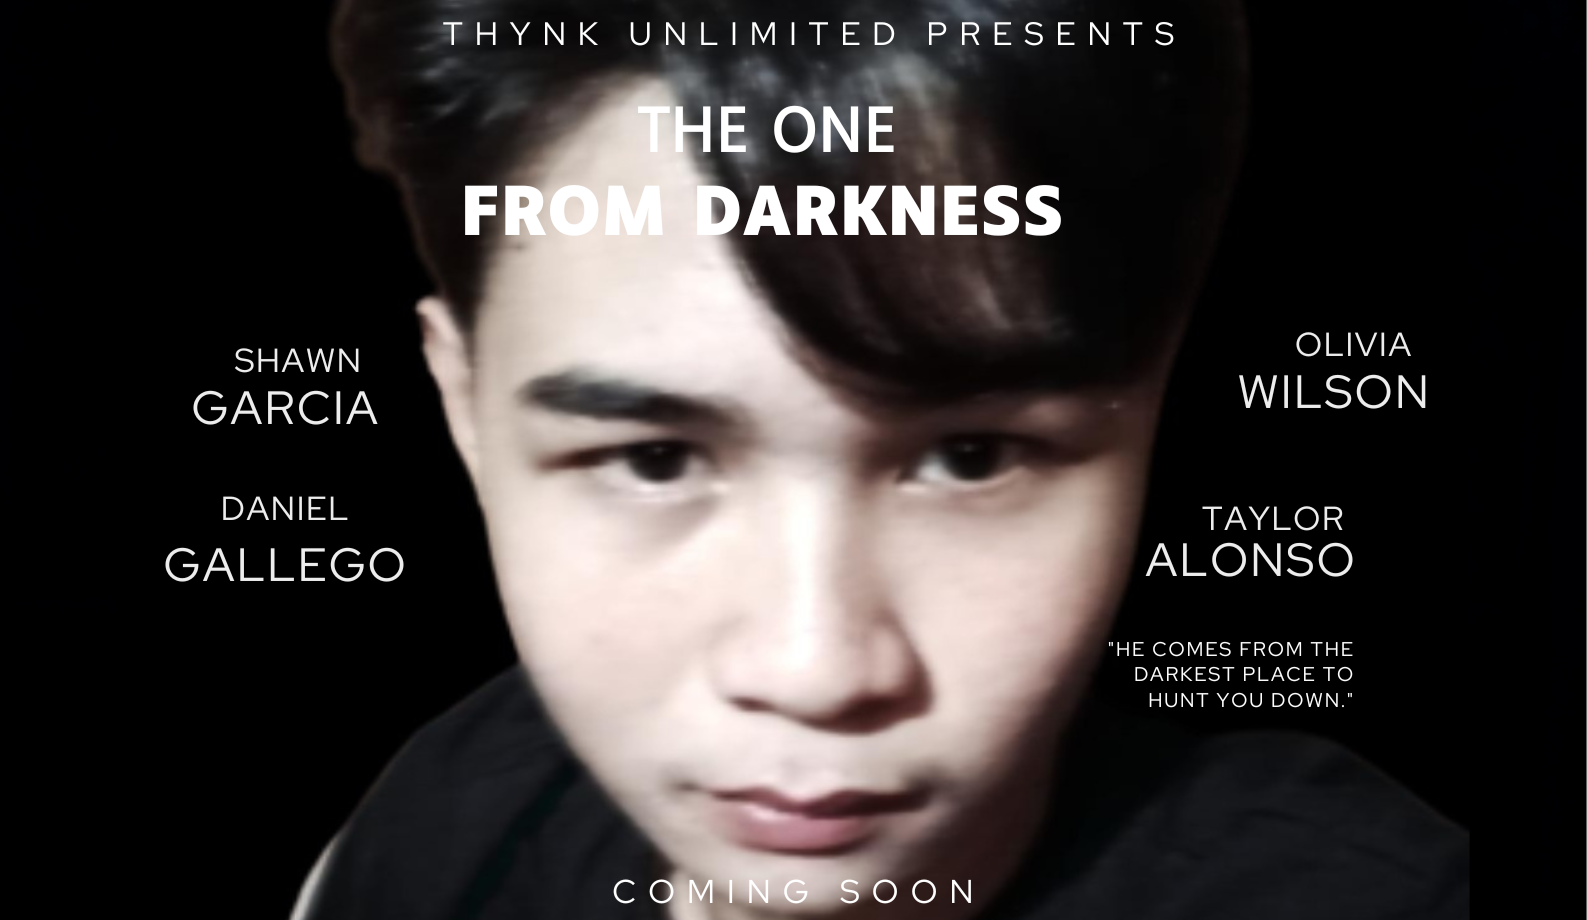 THYNK UNLIMITED PRESENTS
THE ONE
FROM DARKNESS
SHAWN
GARCIA
DANIEL
GALLEGO
OLIVIA
WILSON
TAYLOR
ALONSO
"HE COMES FROM THE
DARKEST PLACE TO
HUNT YOU DOWN."
COMING SOON